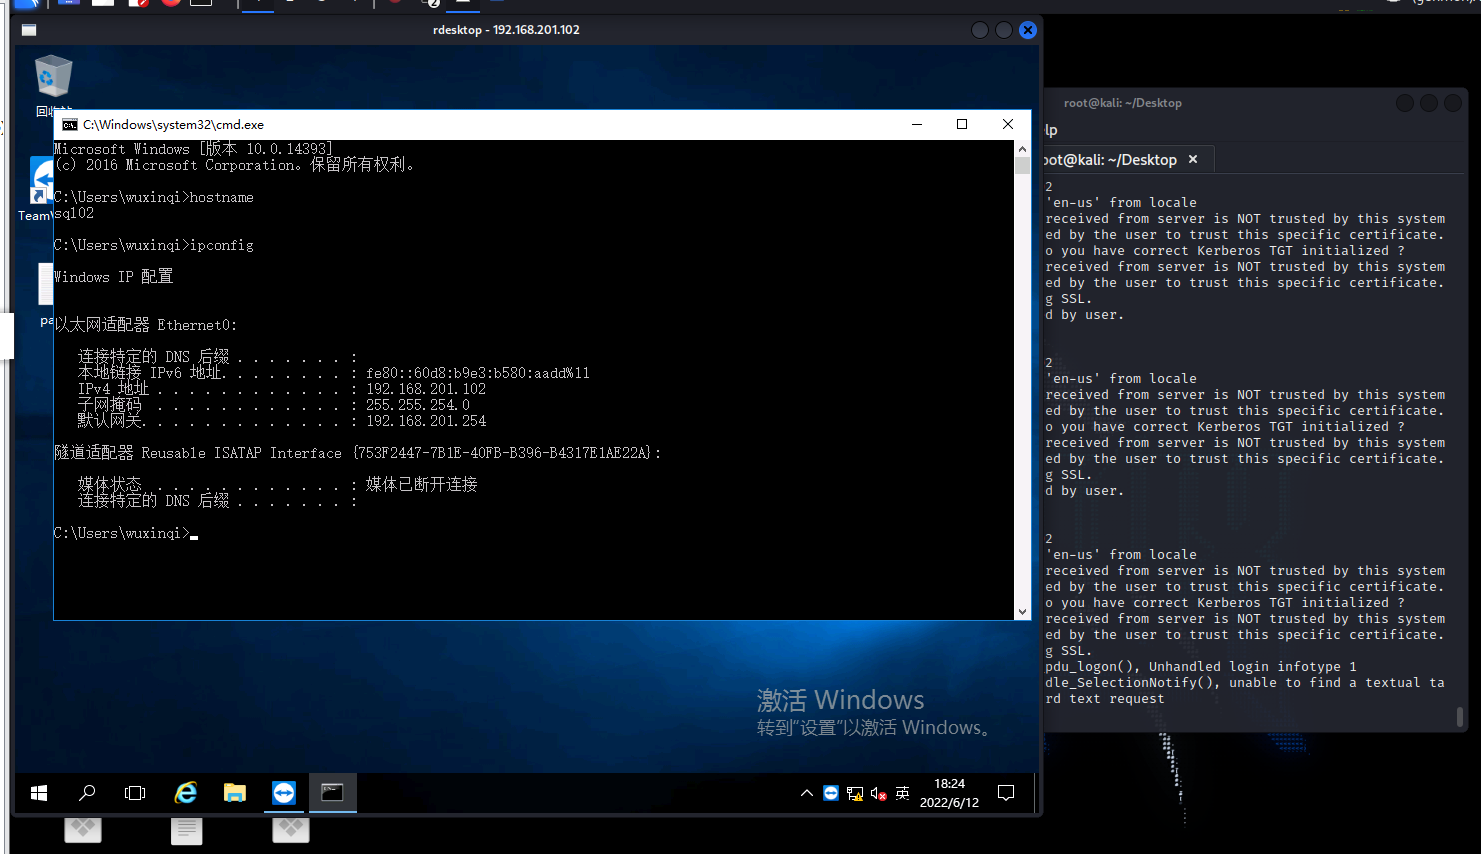 rdesktop - 192.168.201.102
C:\Windows\system32\cmd.exe
Microsoft Windows [版本 10.0.14393]
(c) 2016 Microsoft Corporation。保留所有权利。
C:\Users\wuxinqi>hostname
sql02
C:\Users\wuxinqi>ipconfig
Windows IP 配置
以太网适配器 Ethernet0:
连接特定的 DNS 后缀 . . . . . . . :
本地链接 IPv6 地址. . . . . . . . : fe80::60d8:b9e3:b580:aadd%11
IPv4 地址 . . . . . . . . . . . . : 192.168.201.102
子网掩码 . . . . . . . . . . . . : 255.255.254.0
默认网关. . . . . . . . . . . . . : 192.168.201.254
隧道适配器 Reusable ISATAP Interface {753F2447-7B1E-40FB-B396-B4317E1AE22A}:
媒体状态 . . . . . . . . . . . . : 媒体已断开连接
连接特定的 DNS 后缀 . . . . . . . :
C:\Users\wuxinqi>
Team
pa
激活 Windows
转到“设置”以激活 Windows。
英
18:24
2022/6/12
root@kali: ~/Desktop
lp
oot@kali: ~/Desktop
2
'en-us' from locale
received from server is NOT trusted by this system
ed by the user to trust this specific certificate.
o you have correct Kerberos TGT initialized ?
received from server is NOT trusted by this system
ed by the user to trust this specific certificate.
g SSL.
d by user.
2
'en-us' from locale
received from server is NOT trusted by this system
ed by the user to trust this specific certificate.
o you have correct Kerberos TGT initialized ?
received from server is NOT trusted by this system
ed by the user to trust this specific certificate.
g SSL.
d by user.
2
'en-us' from locale
received from server is NOT trusted by this system
ed by the user to trust this specific certificate.
o you have correct Kerberos TGT initialized ?
received from server is NOT trusted by this system
ed by the user to trust this specific certificate.
g SSL.
pdu_logon(), Unhandled login infotype 1
dle_SelectionNotify(), unable to find a textual ta
rd text request